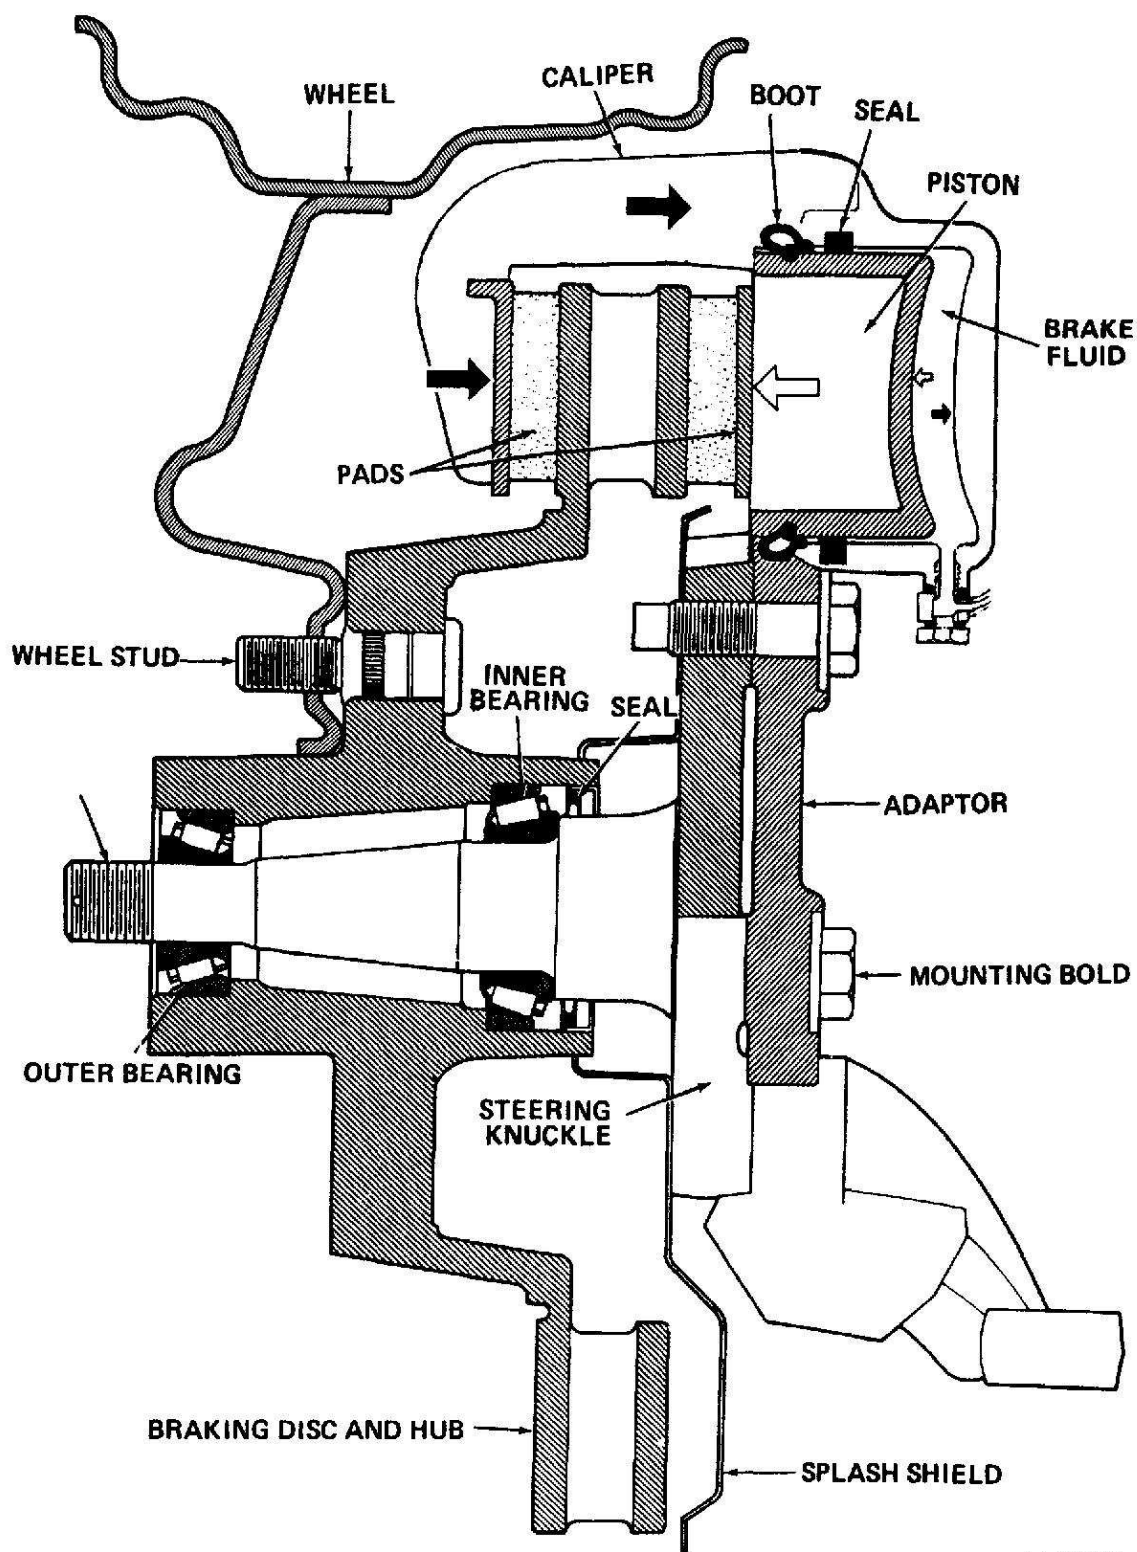 CALIPER
WHEEL
BOOT
SEAL
PISTON
BRAKE
FLUID
PADS
WHEEL STUD
INNER
BEARING
SEAL
ADAPTOR
MOUNTING BOLD
OUTER BEARING
STEERING
KNUCKLE
BRAKING DISC AND HUB
SPLASH SHIELD